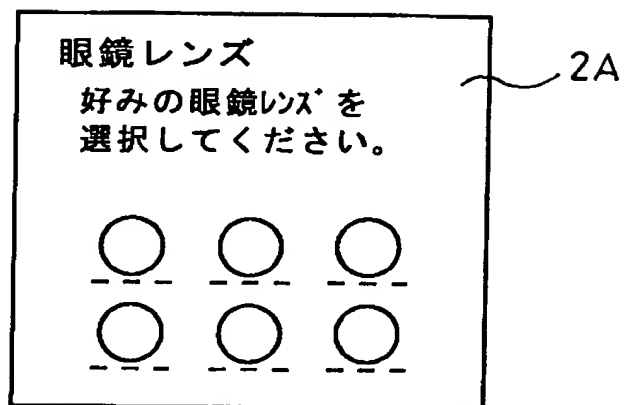 眼鏡レンズ
2A
好みの眼鏡ﾚﾝｽﾞを
選択してください。